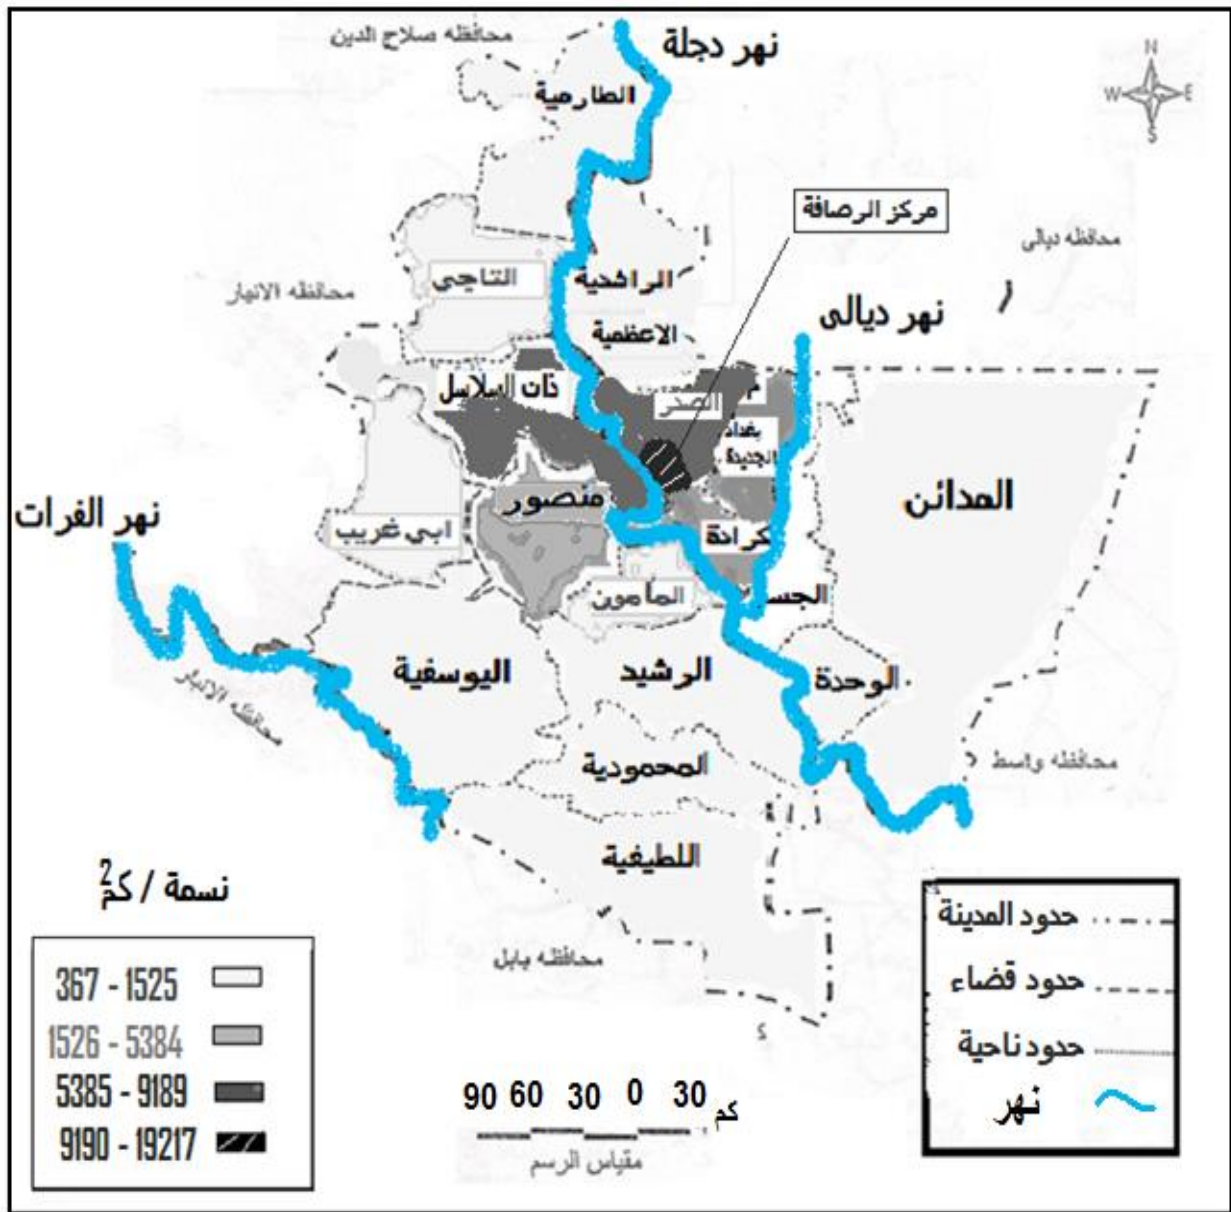 محافظه صلاح الدين
نهر دجلة
N
W
E
S
الطارمية
مركز الرصافة
محافظه ديالى
الراشدية
التاجي
محافظه الانبار
نهر ديالى
الاعظمية
ذات السلاسل
الصدر
م
بغداد
الجديدة
المدائن
منصور
نهر الفرات
ابي غريب
كرادة
الجسر
المأمون
اليوسفية
الرشيد
الوحدة
محافظه الانبار
المحمودية
محافظه واسط
اللطيفية
محافظه بابل
نسمة / كم2
367 - 1525
1526 - 5384
5385 - 9189
9190 - 19217
حدود المدينة
حدود قضاء
حدود ناحية
نهر
90 60 30 0 30 كم
مقياس الرسم